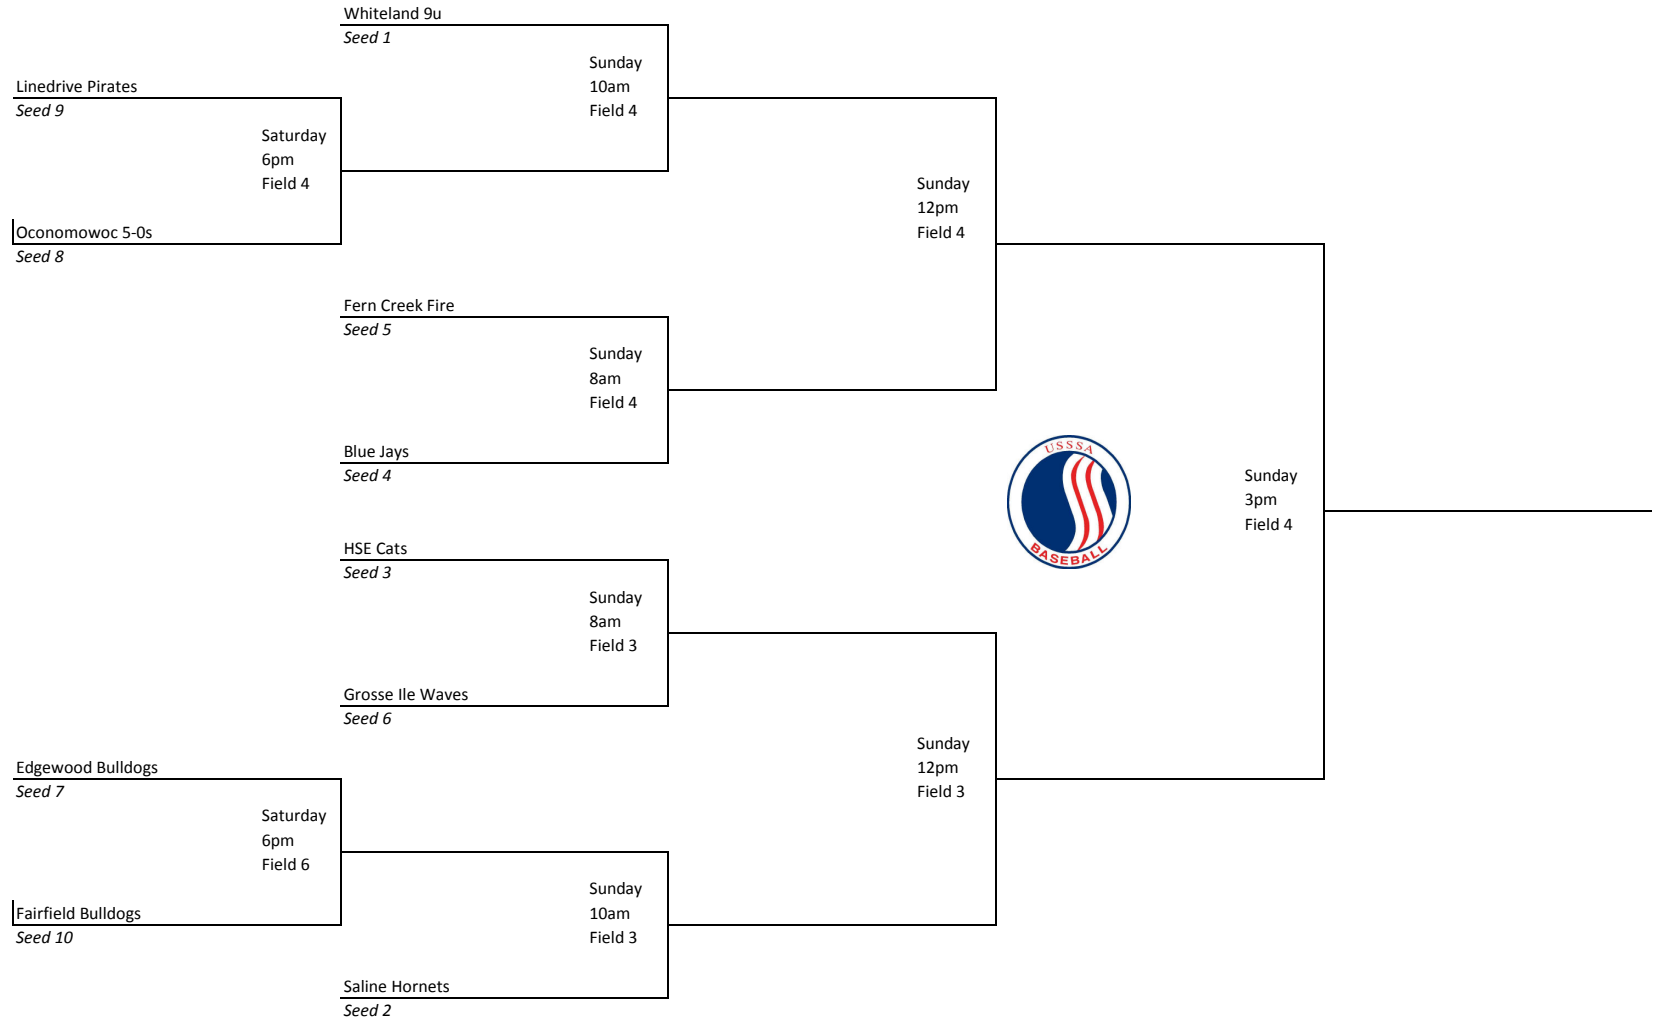 Whiteland 9u
Seed 1
Sunday
10am
Field 4
Linedrive Pirates
Seed 9
Saturday
6pm
Field 4
Oconomowoc 5-0s
Seed 8
Sunday
12pm
Field 4
Fern Creek Fire
Seed 5
Sunday
8am
Field 4
Blue Jays
Seed 4
USSSA
BASEBALL
Sunday
3pm
Field 4
HSE Cats
Seed 3
Sunday
8am
Field 3
Grosse Ile Waves
Seed 6
Sunday
12pm
Field 3
Edgewood Bulldogs
Seed 7
Saturday
6pm
Field 6
Fairfield Bulldogs
Seed 10
Sunday
10am
Field 3
Saline Hornets
Seed 2